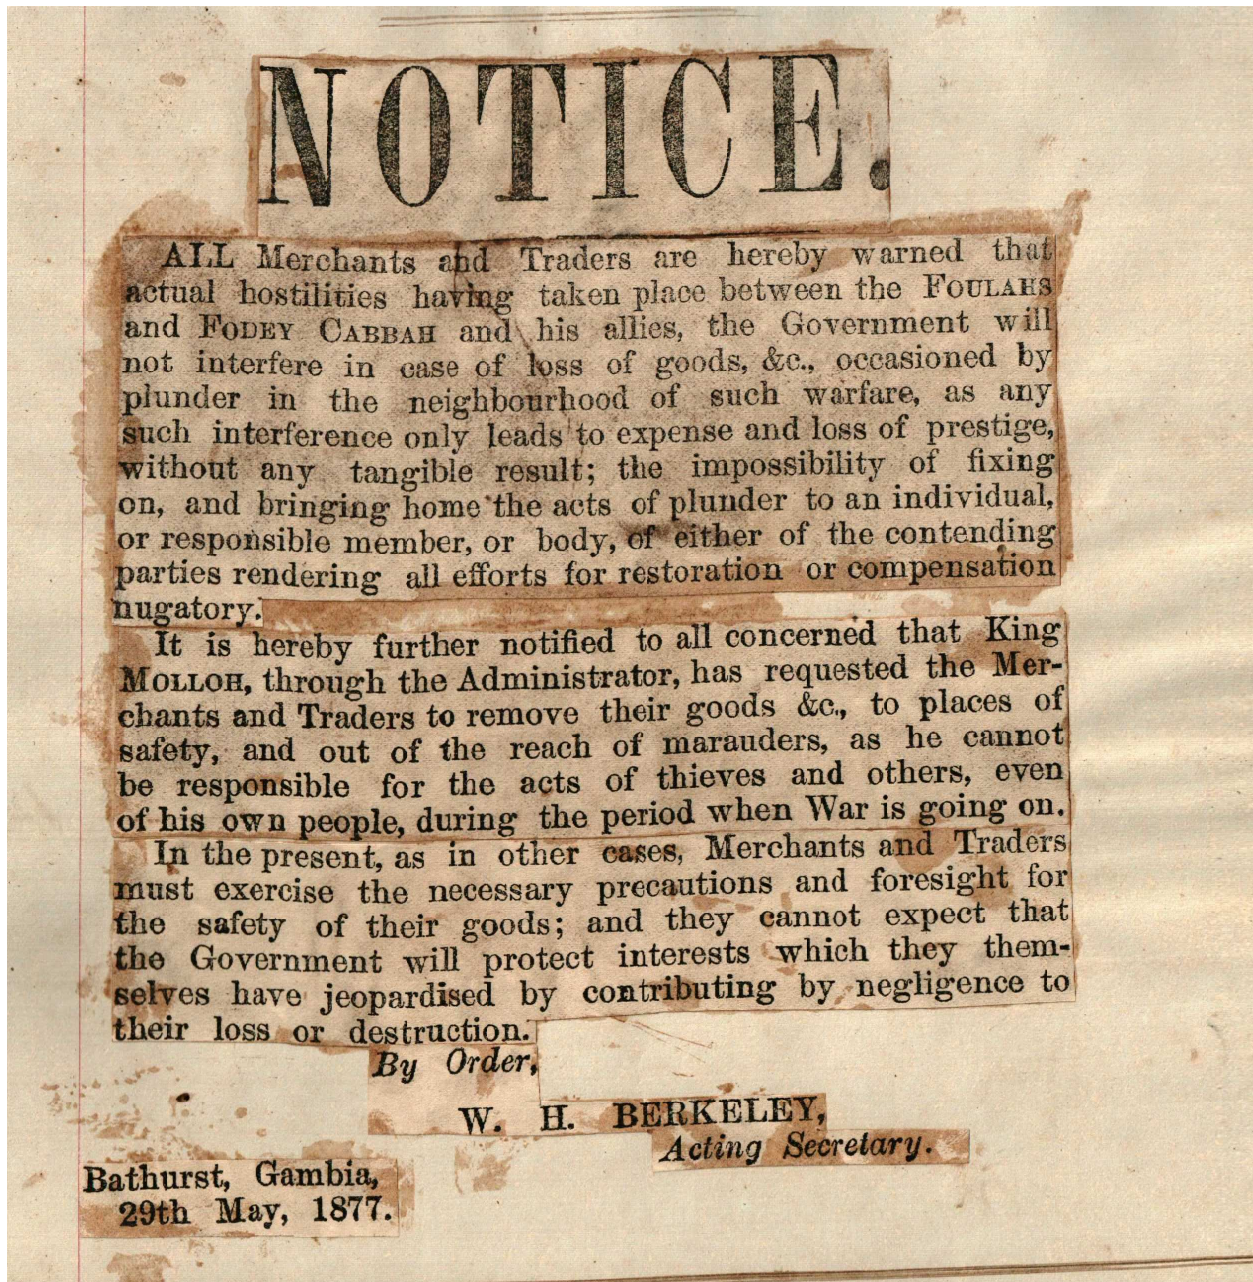 NOTICE.
ALL Merchants and Traders are hereby warned that
actual hostilities having taken place between the FOULAHS
and FODEY CABBAH and his allies, the Government will
not interfere in case of loss of goods, &c., occasioned by
plunder in the neighbourhood of such warfare, as any
such interference only leads to expense and loss of prestige,
without any tangible result; the impossibility of fixing
on, and bringing home the acts of plunder to an individual,
or responsible member, or body, of either of the contending
parties rendering all efforts for restoration or compensation
nugatory.
It is hereby further notified to all concerned that King
MOLLOH, through the Administrator, has requested the Mer-
chants and Traders to remove their goods &c., to places of
safety, and out of the reach of marauders, as he cannot
be responsible for the acts of thieves and others, even
of his own people, during the period when War is going on.
In the present, as in other cases, Merchants and Traders
must exercise the necessary precautions and foresight for
the safety of their goods; and they cannot expect that
the Government will protect interests which they them-
selves have jeopardised by contributing by negligence to
their loss or destruction.
By Order,
W. H. BERKELEY,
Acting Secretary.
Bathurst, Gambia,
29th May, 1877.